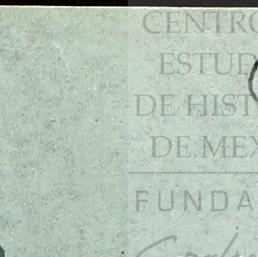 CENTRO
ESTUD
DE HIST
DE MEX
FUNDA